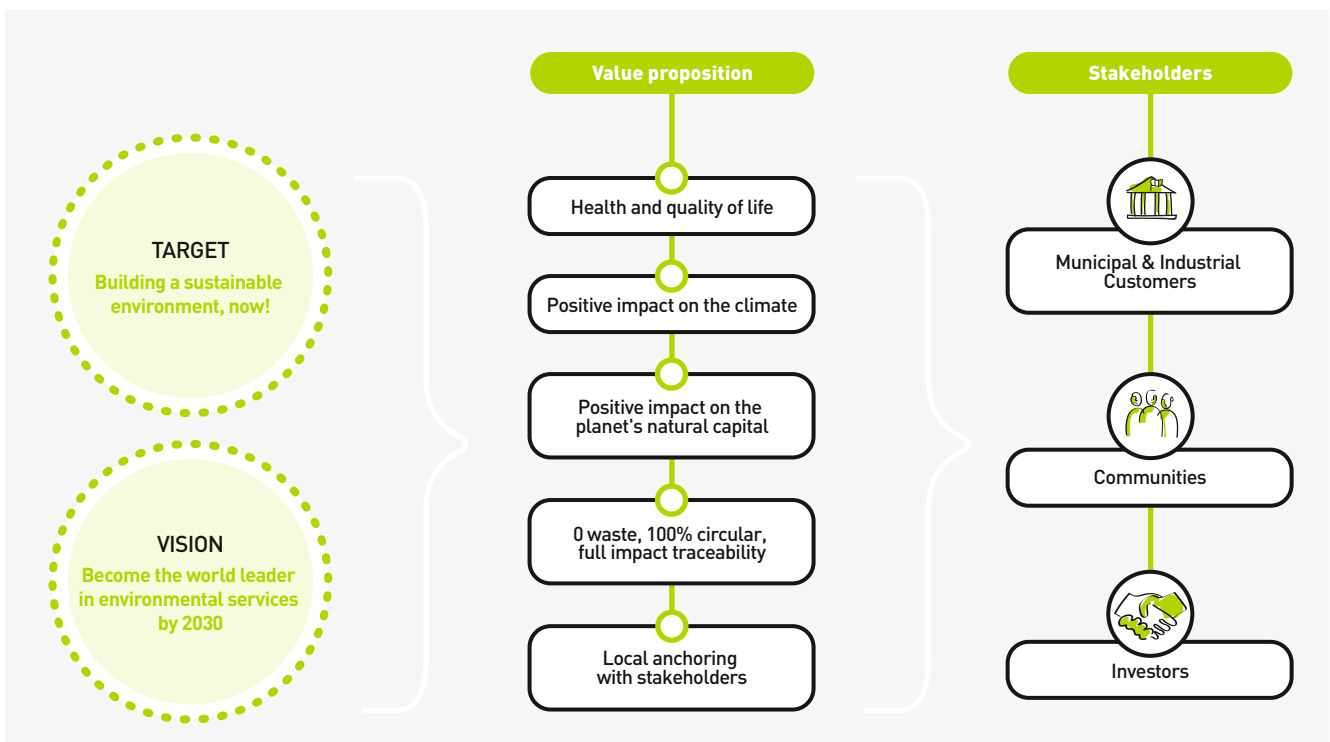 TARGET
Building a sustainable
environment, now!
VISION
Become the world leader
in environmental services
by 2030
Value proposition
Health and quality of life
Positive impact on the climate
Positive impact on the
planet's natural capital
0 waste, 100% circular,
full impact traceability
Local anchoring
with stakeholders
Stakeholders
Municipal & Industrial
Customers
Communities
Investors